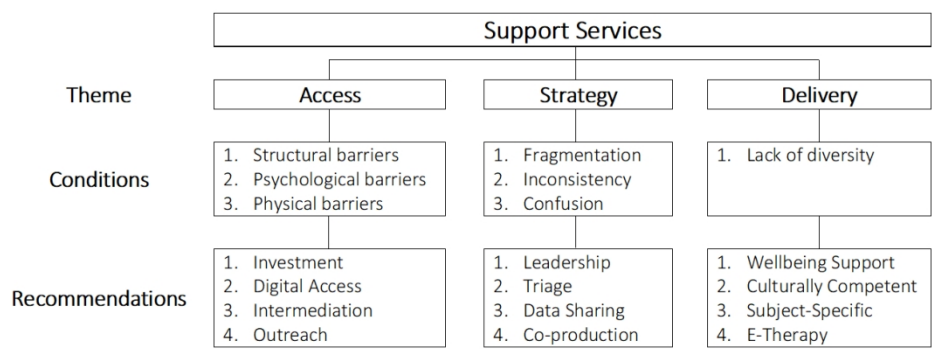 Support Services
Theme
Access
Strategy
Delivery
Conditions
1. Structural barriers
2. Psychological barriers
3. Physical barriers
1. Fragmentation
2. Inconsistency
3. Confusion
1. Lack of diversity
Recommendations
1. Investment
2. Digital Access
3. Intermediation
4. Outreach
1. Leadership
2. Triage
3. Data Sharing
4. Co-production
1. Wellbeing Support
2. Culturally Competent
3. Subject-Specific
4. E-Therapy